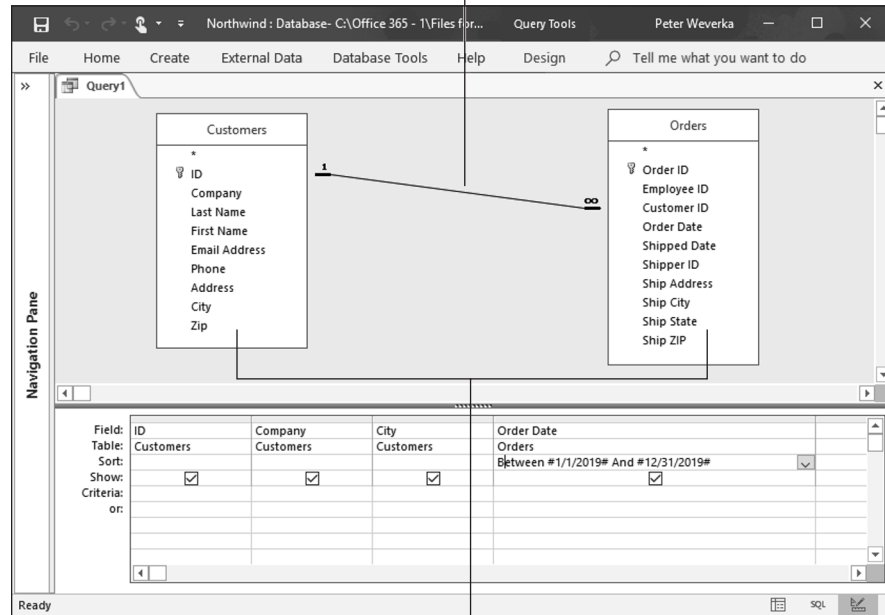 Northwind : Database- C:\Office 365 - 1\Files for... Query Tools Peter Weverka
File Home Create External Data Database Tools Help Design Tell me what you want to do
» Query1
Navigation Pane
Customers
*
ID
Company
Last Name
First Name
Email Address
Phone
Address
City
Zip
1
∞
Orders
*
Order ID
Employee ID
Customer ID
Order Date
Shipped Date
Shipper ID
Ship Address
Ship City
Ship State
Ship ZIP
Field: ID Company City Order Date
Table: Customers Customers Customers Orders
Sort: Between #1/1/2019# And #12/31/2019#
Show:
Criteria:
or:
Ready SQL